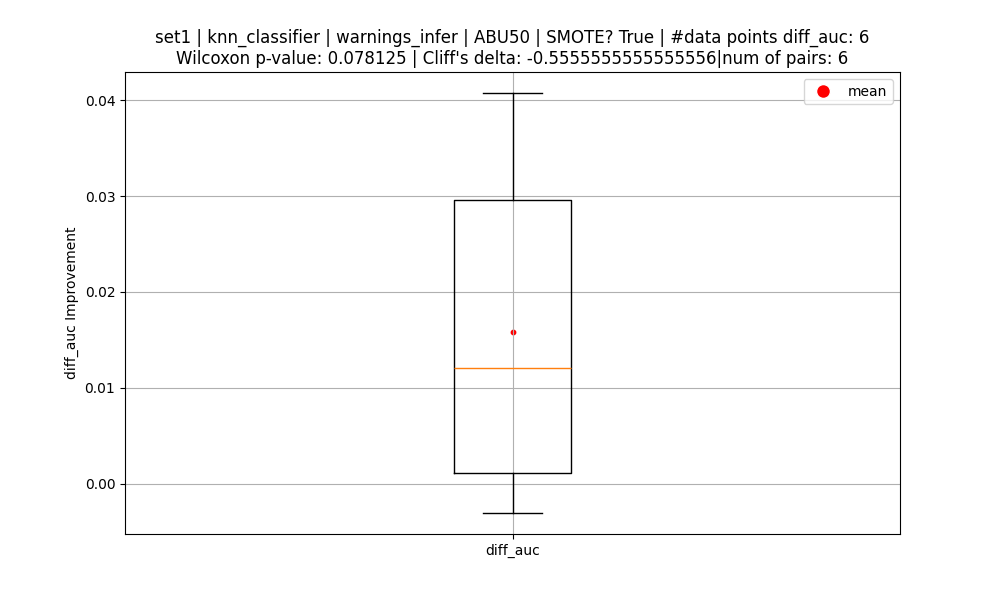 set1 | knn_classifier | warnings_infer | ABU50 | SMOTE? True | #data points diff_auc: 6
Wilcoxon p-value: 0.078125 | Cliff's delta: -0.5555555555555556|num of pairs: 6
mean
0.04
0.03
0.02
0.01
0.00
diff_auc Improvement
diff_auc